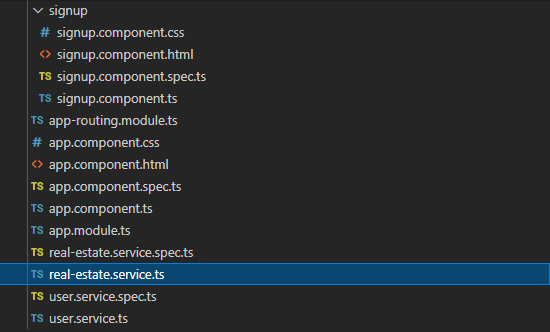 signup
# signup.component.css
<> signup.component.html
TS signup.component.spec.ts
TS signup.component.ts
TS app-routing.module.ts
# app.component.css
<> app.component.html
TS app.component.spec.ts
TS app.component.ts
TS app.module.ts
TS real-estate.service.spec.ts
TS real-estate.service.ts
TS user.service.spec.ts
TS user.service.ts